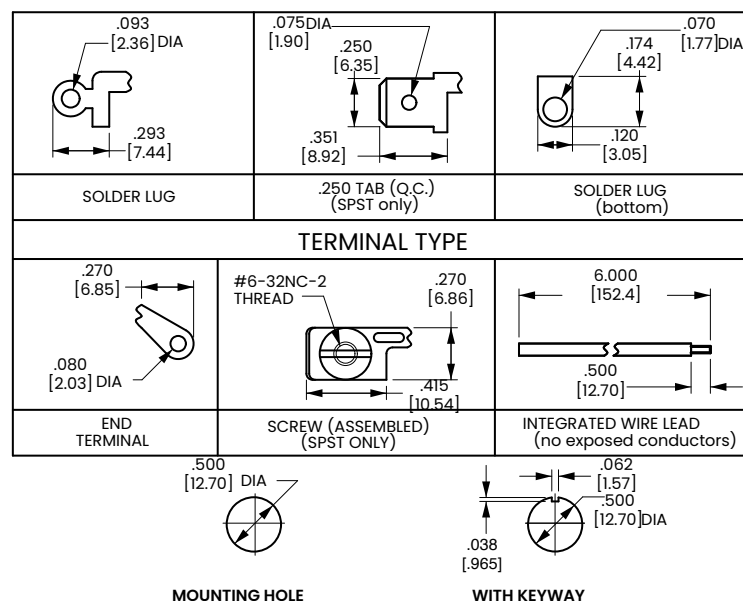 .093
[2.36] DIA
.293
[7.44]
SOLDER LUG
.075DIA
[1.90]
.250
[6.35]
.351
[8.92]
.250 TAB (Q.C.)
(SPST only)
.070
[1.77]DIA
.174
[4.42]
.120
[3.05]
SOLDER LUG
(bottom)
TERMINAL TYPE
.270
[6.85]
.080
[2.03] DIA
END
TERMINAL
#6-32NC-2
THREAD
.270
[6.86]
.415
[10.54]
SCREW (ASSEMBLED)
(SPST ONLY)
6.000
[152.4]
.500
[12.70]
INTEGRATED WIRE LEAD
(no exposed conductors)
.500
[12.70] DIA
MOUNTING HOLE
.062
[1.57]
.500
[12.70]DIA
.038
[.965]
WITH KEYWAY